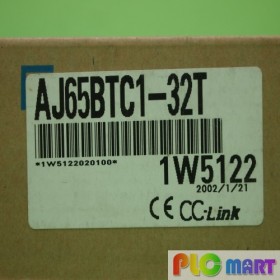 AJ65BTC1-32T
*1W5122020100*
1W5122
2002/1/21
CE CC-Link
PLC mart